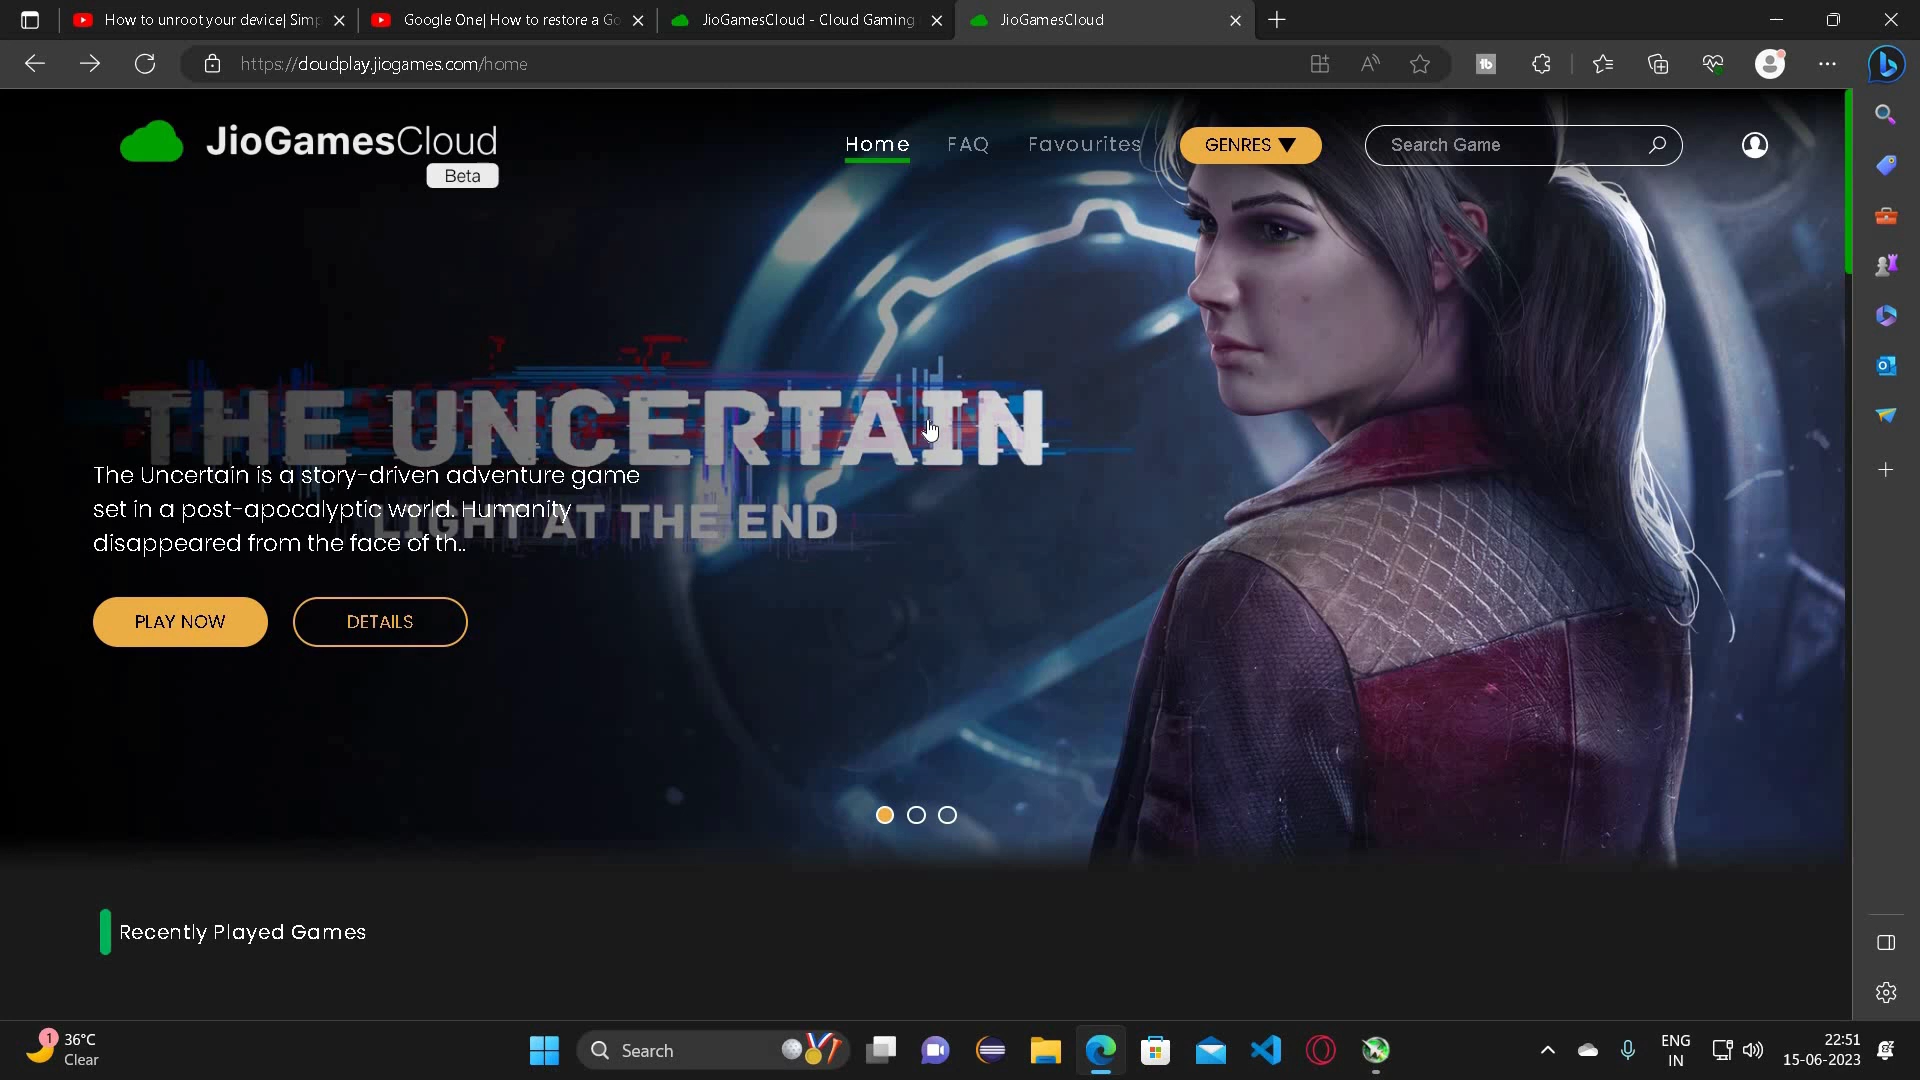 How to unroot your device| Simp
Google One| How to restore a Go
JioGamesCloud - Cloud Gaming
JioGamesCloud
https://cloudplay.jiogames.com/home
JioGamesCloud
Beta
Home
FAQ
Favourites
GENRES ▼
Search Game
THE UNCERTAIN
LIGHT AT THE END
The Uncertain is a story-driven adventure game
set in a post-apocalyptic world. Humanity
disappeared from the face of th..
PLAY NOW
DETAILS
Recently Played Games
1
36°C
Clear
Search
ENG
IN
22:51
15-06-2023